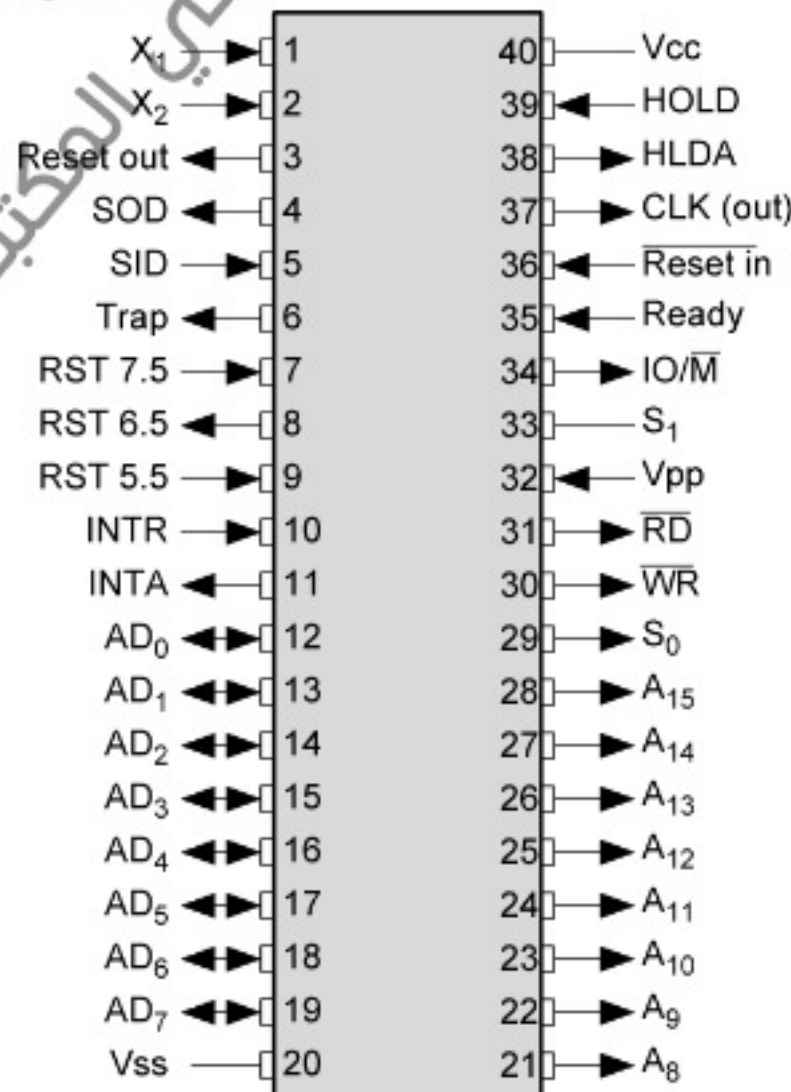 X₁ 1 40 Vcc
X₂ 2 39 HOLD
Reset out 3 38 HLDA
SOD 4 37 CLK (out)
SID 5 36 R̅e̅s̅e̅t̅ i̅n̅
Trap 6 35 Ready
RST 7.5 7 34 IO/M̅
RST 6.5 8 33 S₁
RST 5.5 9 32 Vpp
INTR 10 31 R̅D̅
INTA 11 30 W̅R̅
AD₀ 12 29 S₀
AD₁ 13 28 A₁₅
AD₂ 14 27 A₁₄
AD₃ 15 26 A₁₃
AD₄ 16 25 A₁₂
AD₅ 17 24 A₁₁
AD₆ 18 23 A₁₀
AD₇ 19 22 A₉
Vss 20 21 A₈